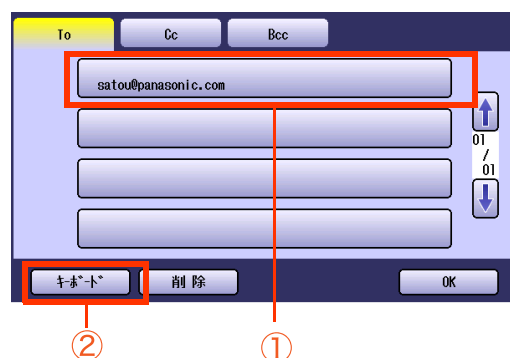 To Cc Bcc
satou@panasonic.com
01
/
01
ｷｰﾎﾞｰﾄﾞ 削除 OK
② ①